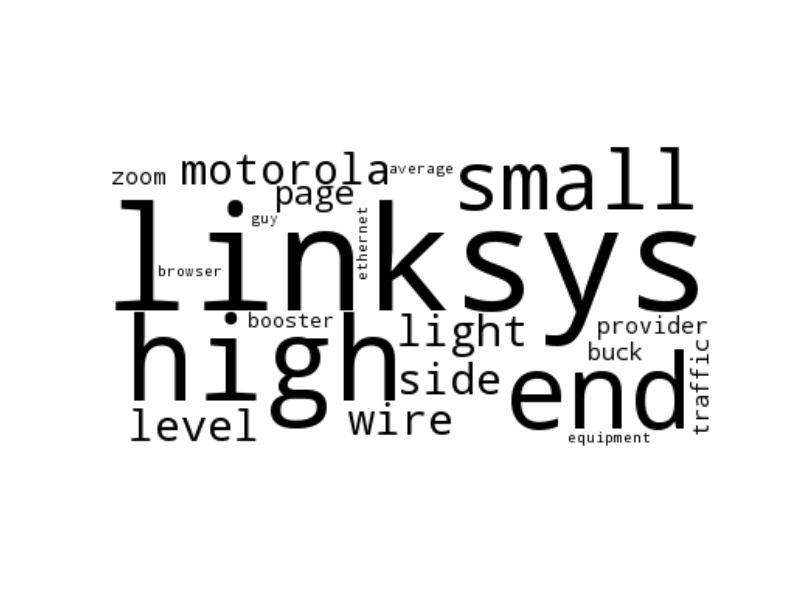 zoom
motorola
average
small
page
guy
ethernet
linksys
browser
high
booster
light
provider
buck
traffic
side
end
level
wire
equipment